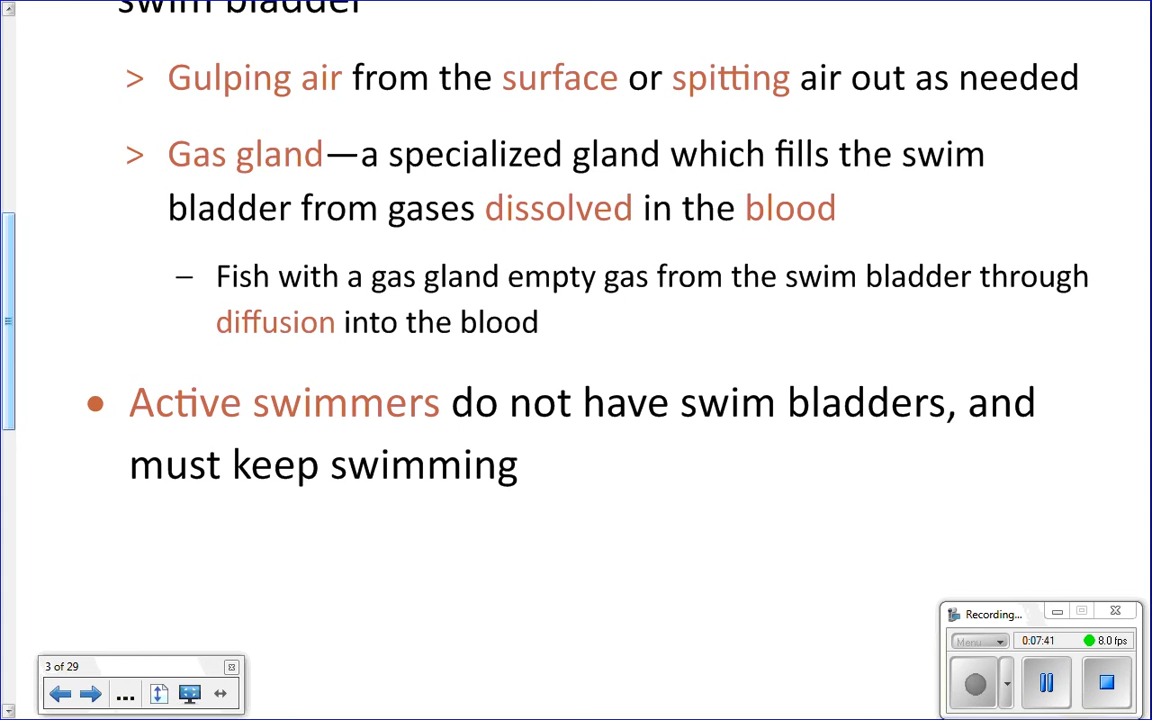 swim bladder
> Gulping air from the surface or spitting air out as needed
> Gas gland—a specialized gland which fills the swim
bladder from gases dissolved in the blood
– Fish with a gas gland empty gas from the swim bladder through
diffusion into the blood
• Active swimmers do not have swim bladders, and
must keep swimming
Recording...
Menu
0:07:41
8.0 fps
3 of 29
...